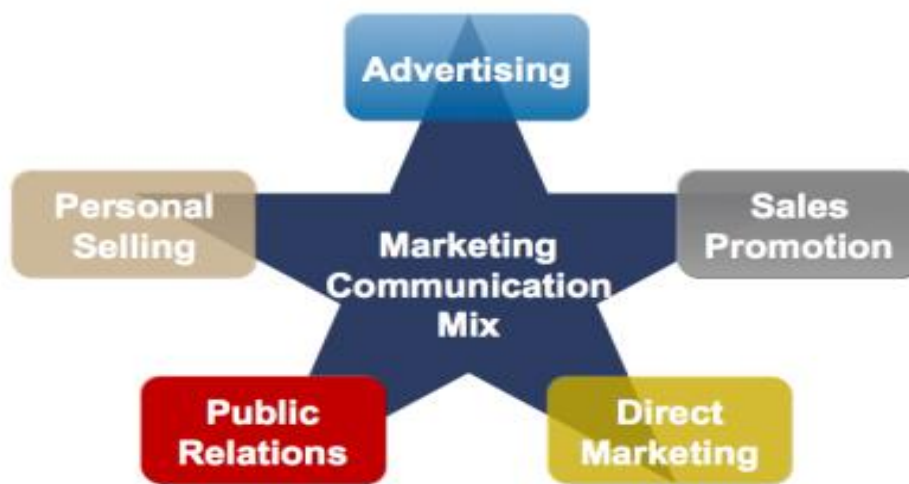 Advertising
Personal
Selling
Sales
Promotion
Marketing
Communication
Mix
Public
Relations
Direct
Marketing